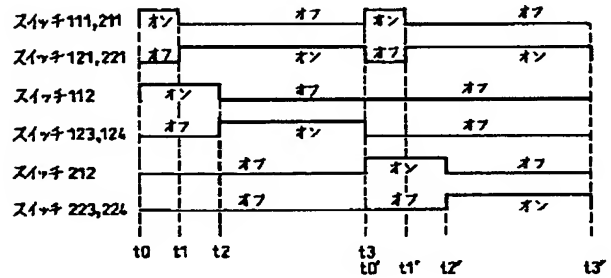 スイッチ111,211 オン オフ オン オフ
スイッチ121,221 オフ オン オフ オン
スイッチ112 オン オフ オフ
スイッチ123,124 オフ オン オフ
スイッチ212 オフ オン オフ
スイッチ223,224 オフ オフ オン
t0 t1 t2 t3 t0' t1' t2' t3'